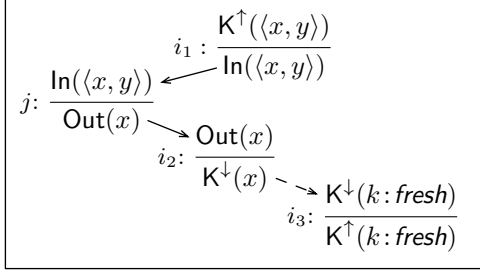 i₁ : K↑(⟨x, y⟩)
In(⟨x, y⟩)
j: In(⟨x, y⟩)
Out(x)
i₂: Out(x)
K↓(x)
i₃: K↓(k : fresh)
K↑(k : fresh)